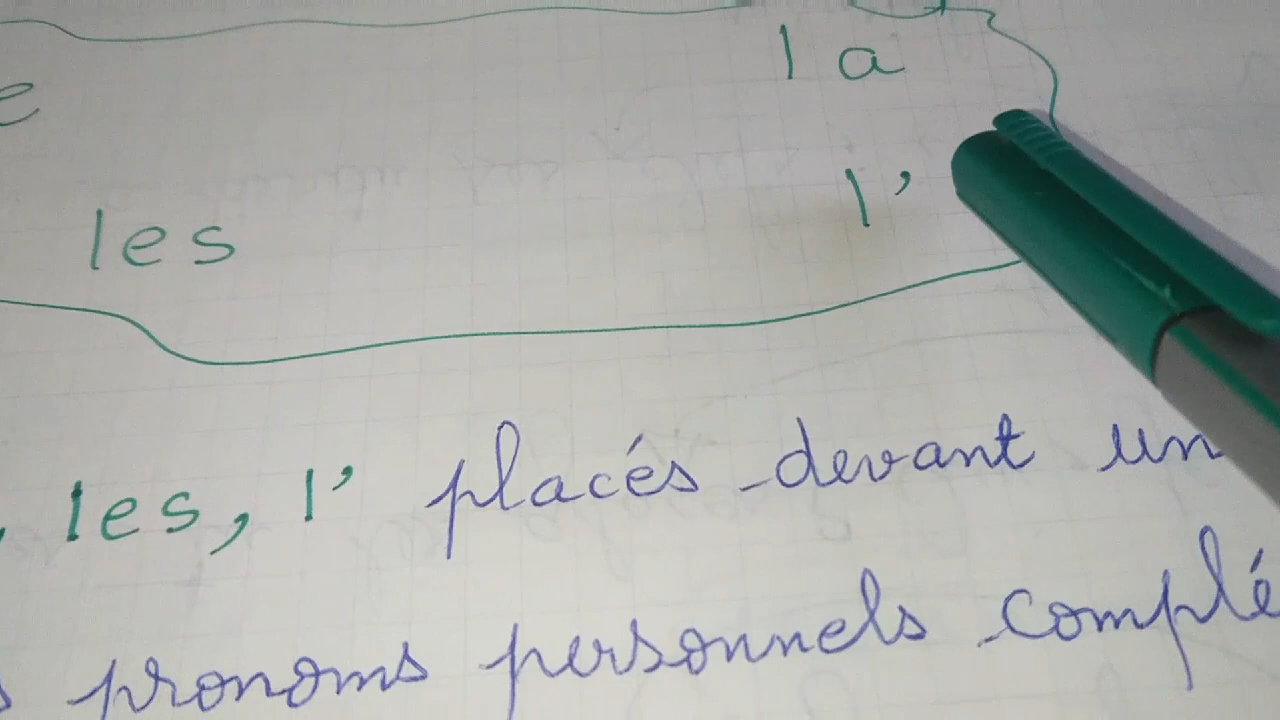 la
les l'
les, l' placés devant un
pronoms personnels complé